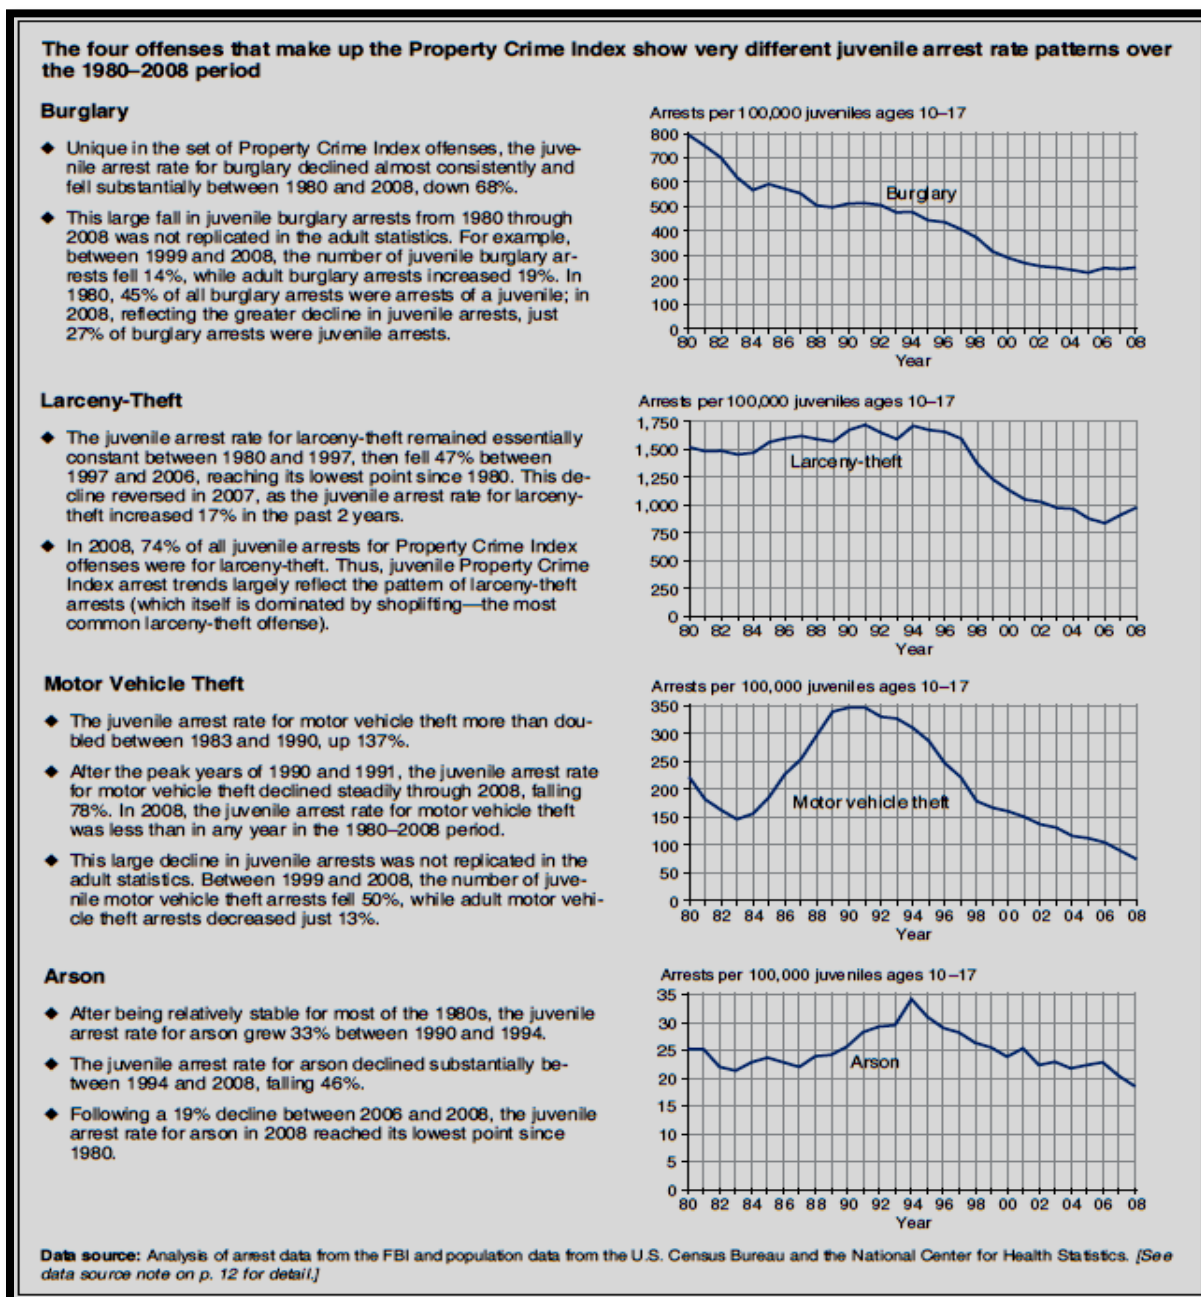 The four offenses that make up the Property Crime Index show very different juvenile arrest rate patterns over
the 1980–2008 period
Burglary
◆ Unique in the set of Property Crime Index offenses, the juve-
nile arrest rate for burglary declined almost consistently and
fell substantially between 1980 and 2008, down 68%.
◆ This large fall in juvenile burglary arrests from 1980 through
2008 was not replicated in the adult statistics. For example,
between 1999 and 2008, the number of juvenile burglary ar-
rests fell 14%, while adult burglary arrests increased 19%. In
1980, 45% of all burglary arrests were arrests of a juvenile; in
2008, reflecting the greater decline in juvenile arrests, just
27% of burglary arrests were juvenile arrests.
Arrests per 100,000 juveniles ages 10–17
800
700
600
500
400
300
200
100
0
Burglary
80 82 84 86 88 90 92 94 96 98 00 02 04 06 08
Year
Larceny-Theft
◆ The juvenile arrest rate for larceny-theft remained essentially
constant between 1980 and 1997, then fell 47% between
1997 and 2006, reaching its lowest point since 1980. This de-
cline reversed in 2007, as the juvenile arrest rate for larceny-
theft increased 17% in the past 2 years.
◆ In 2008, 74% of all juvenile arrests for Property Crime Index
offenses were for larceny-theft. Thus, juvenile Property Crime
Index arrest trends largely reflect the pattern of larceny-theft
arrests (which itself is dominated by shoplifting—the most
common larceny-theft offense).
Arrests per 100,000 juveniles ages 10–17
1,750
1,500
1,250
1,000
750
500
250
0
Larceny-theft
80 82 84 86 88 90 92 94 96 98 00 02 04 06 08
Year
Motor Vehicle Theft
◆ The juvenile arrest rate for motor vehicle theft more than dou-
bled between 1983 and 1990, up 137%.
◆ After the peak years of 1990 and 1991, the juvenile arrest rate
for motor vehicle theft declined steadily through 2008, falling
78%. In 2008, the juvenile arrest rate for motor vehicle theft
was less than in any year in the 1980–2008 period.
◆ This large decline in juvenile arrests was not replicated in the
adult statistics. Between 1999 and 2008, the number of juve-
nile motor vehicle theft arrests fell 50%, while adult motor vehi-
cle theft arrests decreased just 13%.
Arrests per 100,000 juveniles ages 10–17
350
300
250
200
150
100
50
0
Motor vehicle theft
80 82 84 86 88 90 92 94 96 98 00 02 04 06 08
Year
Arson
◆ After being relatively stable for most of the 1980s, the juvenile
arrest rate for arson grew 33% between 1990 and 1994.
◆ The juvenile arrest rate for arson declined substantially be-
tween 1994 and 2008, falling 46%.
◆ Following a 19% decline between 2006 and 2008, the juvenile
arrest rate for arson in 2008 reached its lowest point since
1980.
Arrests per 100,000 juveniles ages 10–17
35
30
25
20
15
10
5
0
Arson
80 82 84 86 88 90 92 94 96 98 00 02 04 06 08
Year
Data source: Analysis of arrest data from the FBI and population data from the U.S. Census Bureau and the National Center for Health Statistics. [See
data source note on p. 12 for detail.]